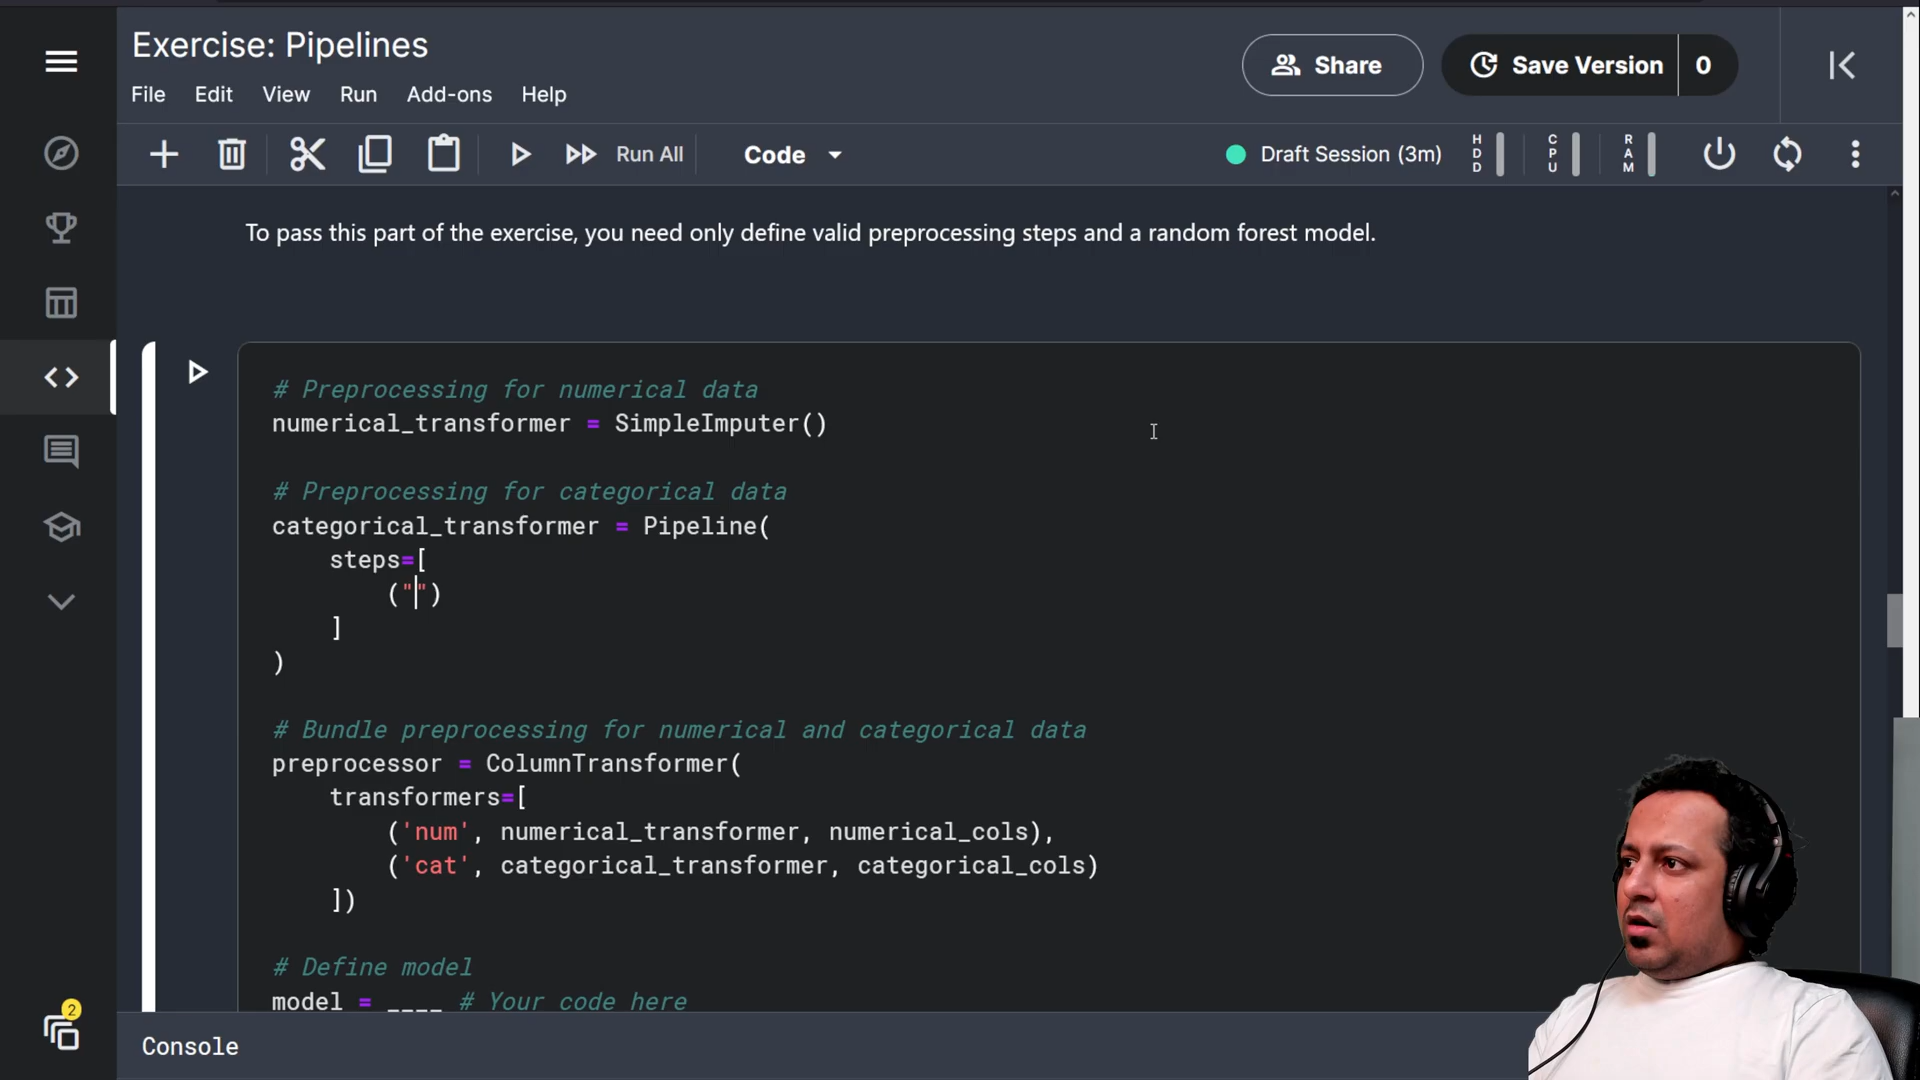 Exercise: Pipelines
File Edit View Run Add-ons Help
Share
Save Version 0
Run All
Code
Draft Session (3m)
HDD
CPU
RAM
To pass this part of the exercise, you need only define valid preprocessing steps and a random forest model.
# Preprocessing for numerical data
numerical_transformer = SimpleImputer()
# Preprocessing for categorical data
categorical_transformer = Pipeline(
steps=[
("")
]
)
# Bundle preprocessing for numerical and categorical data
preprocessor = ColumnTransformer(
transformers=[
('num', numerical_transformer, numerical_cols),
('cat', categorical_transformer, categorical_cols)
])
# Define model
model = ____ # Your code here
2
Console